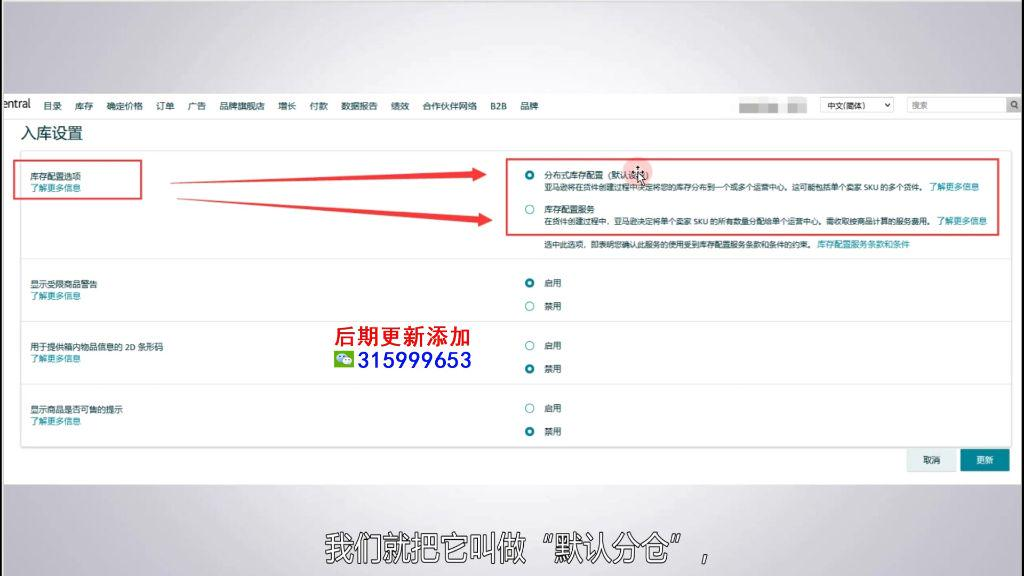 entral 目录 库存 确定价格 订单 广告 品牌旗舰店 增长 付款 数据报告 绩效 合作伙伴网络 B2B 品牌 中文(简体) 搜索
入库设置
库存配置选项
了解更多信息
分布式库存配置（默认
亚马逊将在货件创建过程中决定将您的库存分布到一个或多个运营中心。这可能包括单个卖家 SKU 的多个货件。 了解更多信息
库存配置服务
在货件创建过程中，亚马逊决定将单个卖家 SKU 的所有数量分配给单个运营中心。需收取按商品计算的服务费用。 了解更多信息
选中此选项，即表明您确认此服务的使用受到库存配置服务条款和条件的约束。 库存配置服务条款和条件
显示受限商品警告
了解更多信息
启用
禁用
用于提供箱内物品信息的 2D 条形码
了解更多信息
启用
禁用
后期更新添加
315999653
显示商品是否可售的提示
了解更多信息
启用
禁用
取消 更新
我们就把它叫做“默认分仓”，